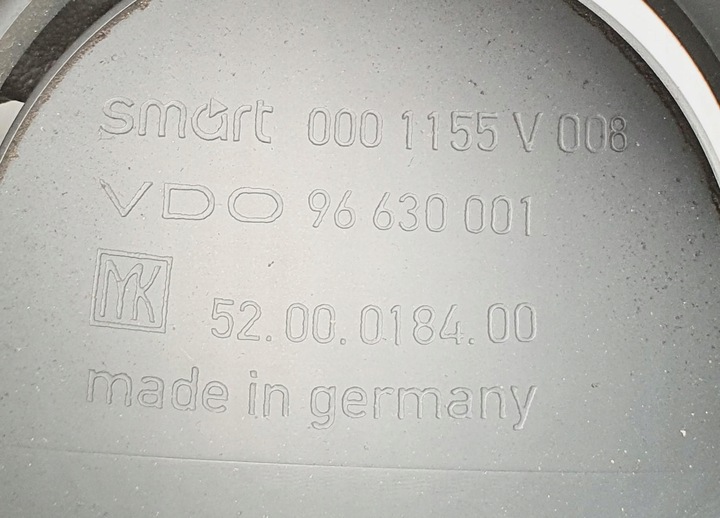 smart 000 1155 V 008
VDO 96 630 001
MK 52.00.0184.00
made in germany